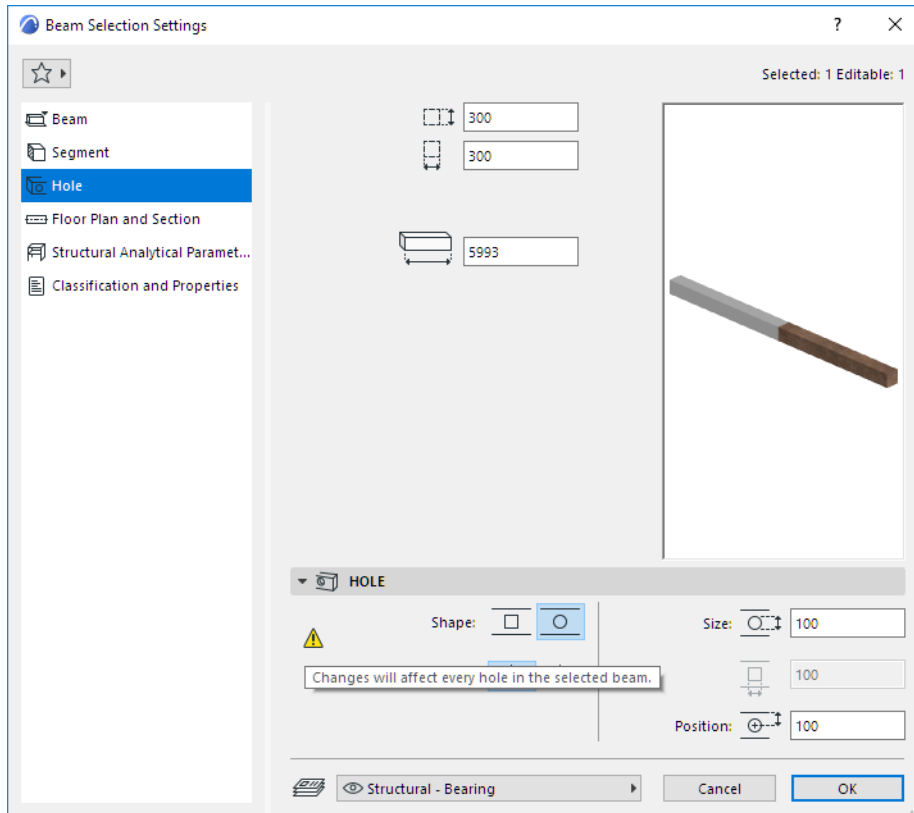 Beam Selection Settings
?
Selected: 1 Editable: 1
Beam
Segment
Hole
Floor Plan and Section
Structural Analytical Paramet...
Classification and Properties
300
300
5993
HOLE
Shape:
Size:
100
Changes will affect every hole in the selected beam.
100
Position:
100
Structural - Bearing
Cancel
OK